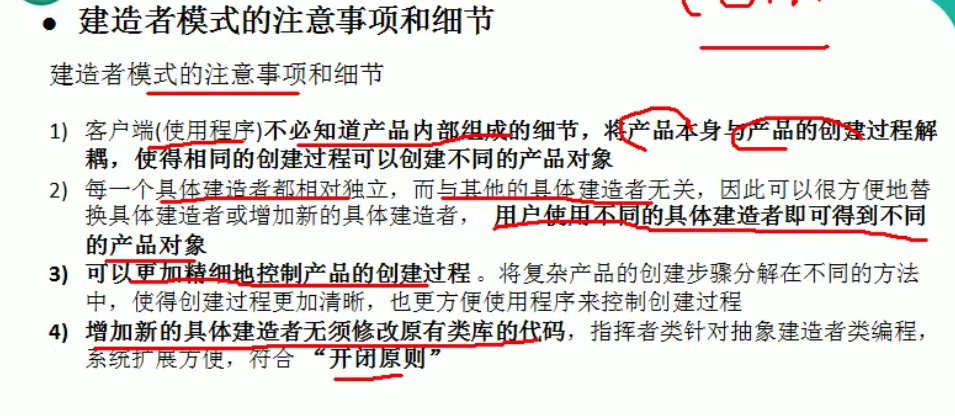 ● 建造者模式的注意事项和细节
建造者模式的注意事项和细节
1) 客户端(使用程序)不必知道产品内部组成的细节，将产品本身与产品的创建过程解
耦，使得相同的创建过程可以创建不同的产品对象
2) 每一个具体建造者都相对独立，而与其他的具体建造者无关，因此可以很方便地替
换具体建造者或增加新的具体建造者， 用户使用不同的具体建造者即可得到不同
的产品对象
3) 可以更加精细地控制产品的创建过程 。将复杂产品的创建步骤分解在不同的方法
中，使得创建过程更加清晰，也更方便使用程序来控制创建过程
4) 增加新的具体建造者无须修改原有类库的代码，指挥者类针对抽象建造者类编程，
系统扩展方便，符合 “开闭原则”